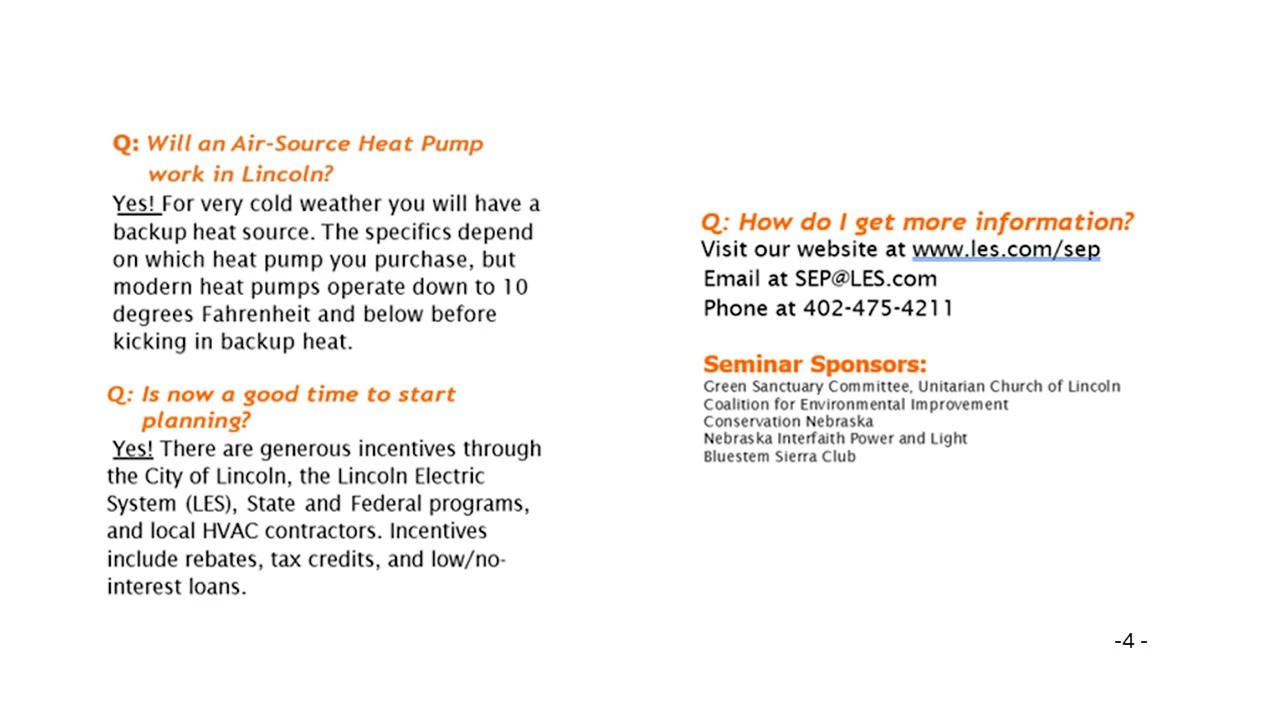 Q: Will an Air-Source Heat Pump
work in Lincoln?
Yes! For very cold weather you will have a
backup heat source. The specifics depend
on which heat pump you purchase, but
modern heat pumps operate down to 10
degrees Fahrenheit and below before
kicking in backup heat.
Q: Is now a good time to start
planning?
Yes! There are generous incentives through
the City of Lincoln, the Lincoln Electric
System (LES), State and Federal programs,
and local HVAC contractors. Incentives
include rebates, tax credits, and low/no-
interest loans.
Q: How do I get more information?
Visit our website at www.les.com/sep
Email at SEP@LES.com
Phone at 402-475-4211
Seminar Sponsors:
Green Sanctuary Committee, Unitarian Church of Lincoln
Coalition for Environmental Improvement
Conservation Nebraska
Nebraska Interfaith Power and Light
Bluestem Sierra Club
-4 -